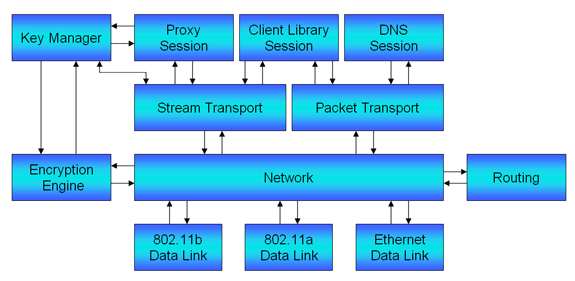 Key Manager
Proxy
Session
Client Library
Session
DNS
Session
Stream Transport
Packet Transport
Encryption
Engine
Network
Routing
802.11b
Data Link
802.11a
Data Link
Ethernet
Data Link